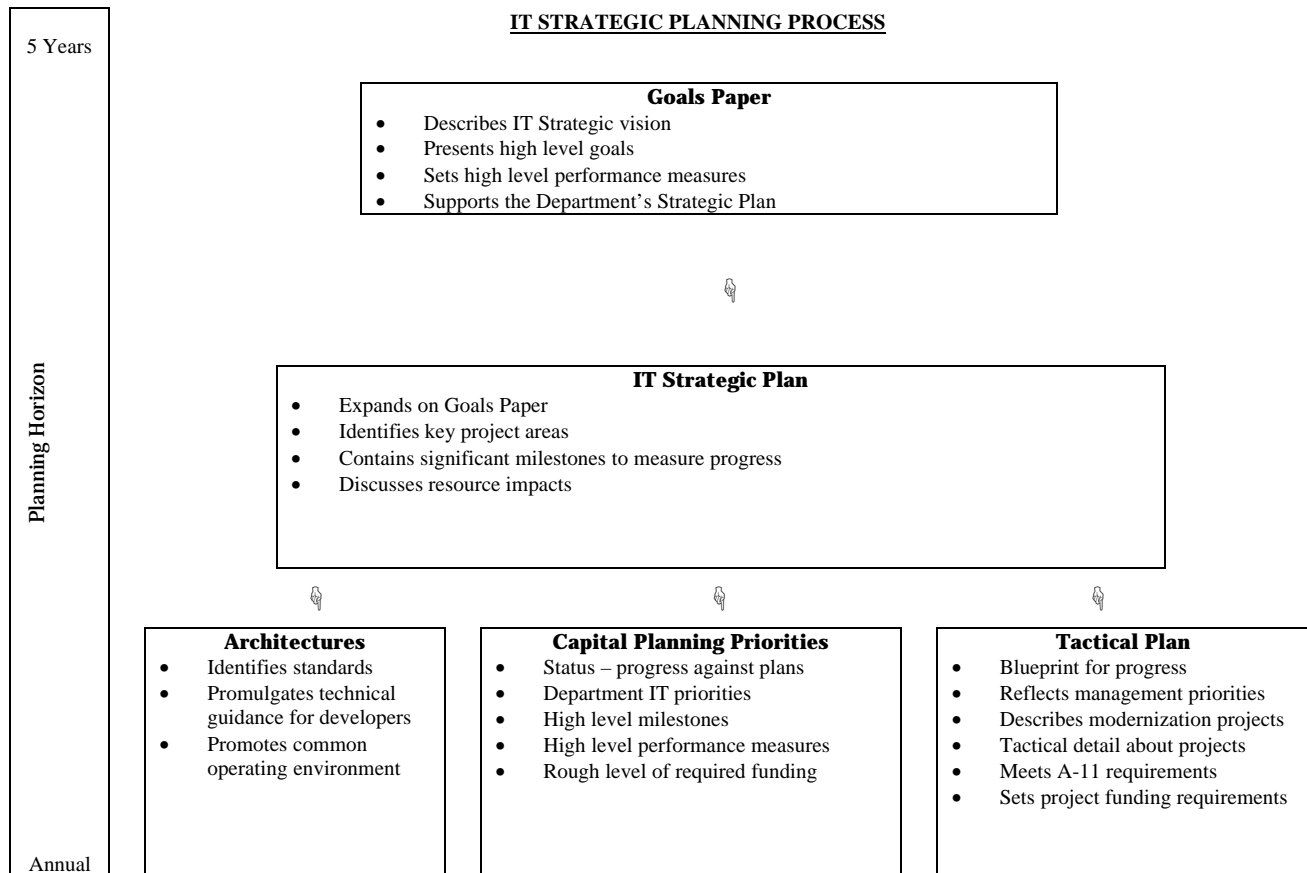 IT STRATEGIC PLANNING PROCESS
5 Years
Goals Paper
• Describes IT Strategic vision
• Presents high level goals
• Sets high level performance measures
• Supports the Department’s Strategic Plan
Planning Horizon
IT Strategic Plan
• Expands on Goals Paper
• Identifies key project areas
• Contains significant milestones to measure progress
• Discusses resource impacts
Architectures
• Identifies standards
• Promulgates technical
guidance for developers
• Promotes common
operating environment
Capital Planning Priorities
• Status – progress against plans
• Department IT priorities
• High level milestones
• High level performance measures
• Rough level of required funding
Tactical Plan
• Blueprint for progress
• Reflects management priorities
• Describes modernization projects
• Tactical detail about projects
• Meets A-11 requirements
• Sets project funding requirements
Annual